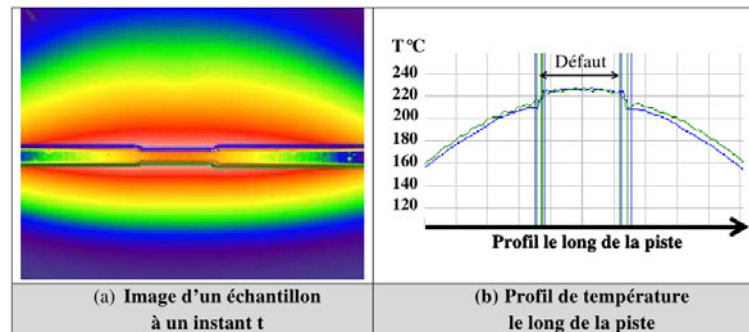 T°C
Défaut
240
220
200
180
160
140
120
Profil le long de la piste
(a) Image d'un échantillon
à un instant t
(b) Profil de température
le long de la piste